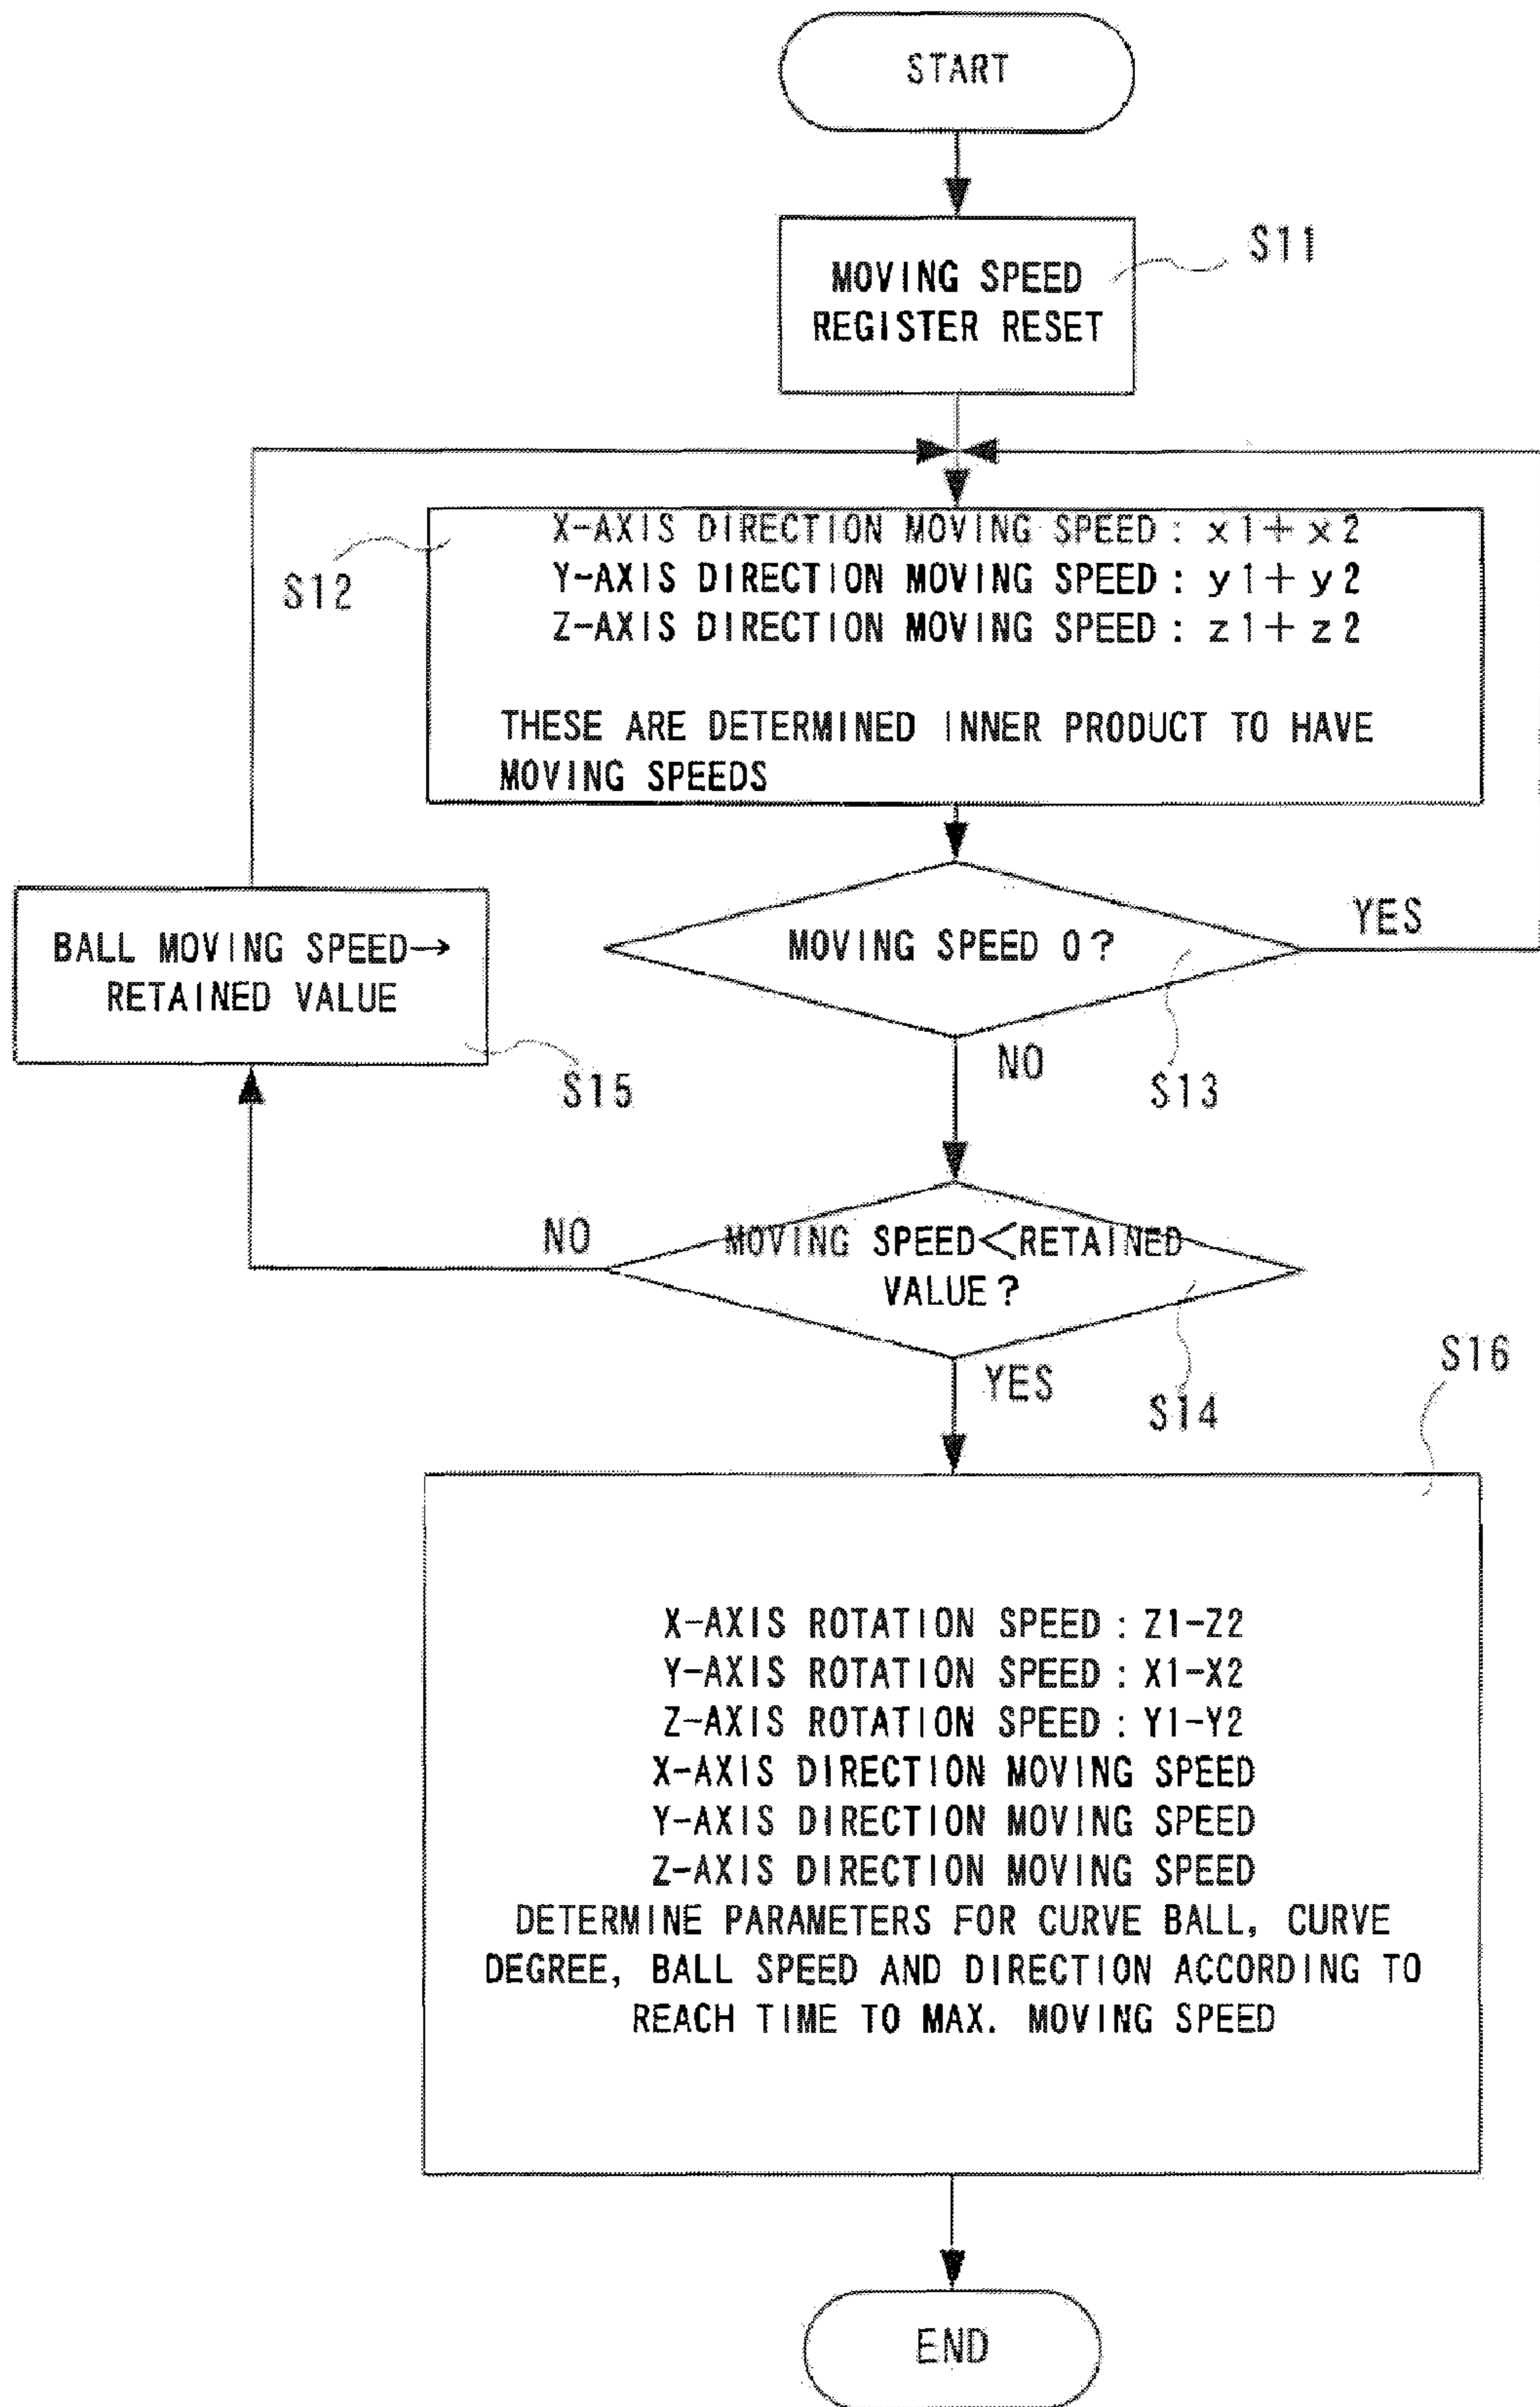 START
S11
MOVING SPEED
REGISTER RESET
X-AXIS DIRECTION MOVING SPEED: x1+x2
Y-AXIS DIRECTION MOVING SPEED: y1+y2
Z-AXIS DIRECTION MOVING SPEED: z1+z2
S12
THESE ARE DETERMINED INNER PRODUCT TO HAVE
MOVING SPEEDS
YES
MOVING SPEED 0?
BALL MOVING SPEED→
RETAINED VALUE
NO
S13
S15
NO
MOVING SPEED<RETAINED
VALUE?
YES
S14
S16
X-AXIS ROTATION SPEED: Z1-Z2
Y-AXIS ROTATION SPEED: X1-X2
Z-AXIS ROTATION SPEED: Y1-Y2
X-AXIS DIRECTION MOVING SPEED
Y-AXIS DIRECTION MOVING SPEED
Z-AXIS DIRECTION MOVING SPEED
DETERMINE PARAMETERS FOR CURVE BALL, CURVE
DEGREE, BALL SPEED AND DIRECTION ACCORDING TO
REACH TIME TO MAX. MOVING SPEED
END